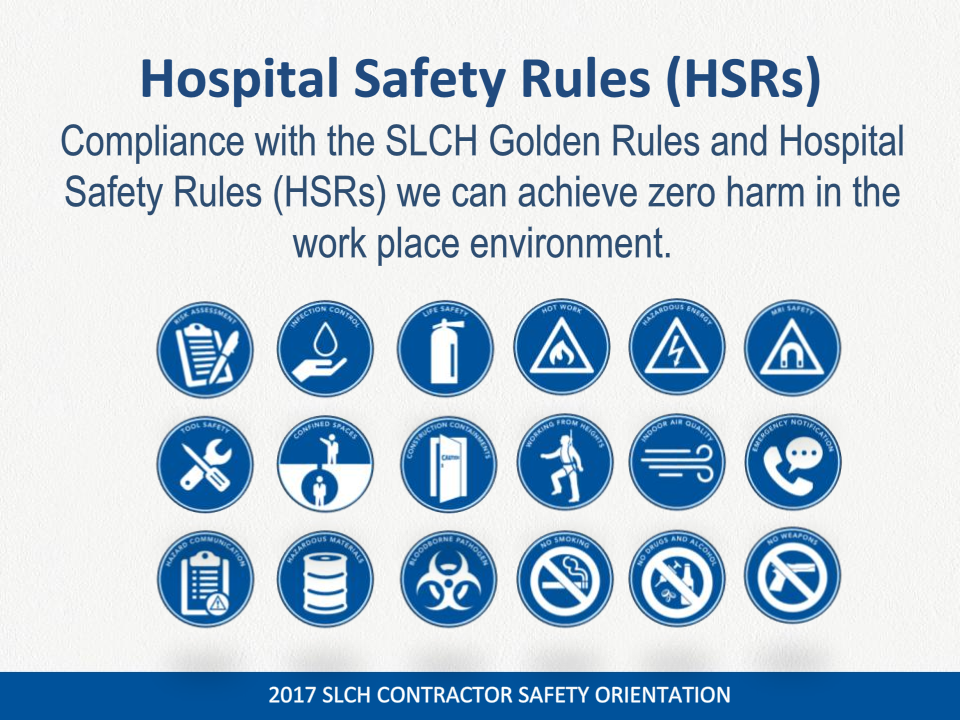 Hospital Safety Rules (HSRs)
Compliance with the SLCH Golden Rules and Hospital
Safety Rules (HSRs) we can achieve zero harm in the
work place environment.
RISK ASSESSMENT
INFECTION CONTROL
LIFE SAFETY
HOT WORK
HAZARDOUS ENERGY
MRI SAFETY
TOOL SAFETY
CONFINED SPACES
CONSTRUCTION CONTAINMENTS
CAUTION
WORKING FROM HEIGHTS
INDOOR AIR QUALITY
EMERGENCY NOTIFICATION
HAZARD COMMUNICATION
HAZARDOUS MATERIALS
BLOODBORNE PATHOGEN
NO SMOKING
NO DRUGS AND ALCOHOL
NO WEAPONS
2017 SLCH CONTRACTOR SAFETY ORIENTATION